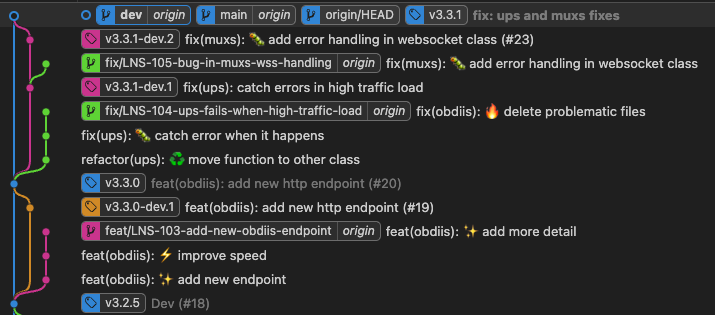 dev origin main origin origin/HEAD v3.3.1 fix: ups and muxs fixes
v3.3.1-dev.2 fix(muxs): 🐛 add error handling in websocket class (#23)
fix/LNS-105-bug-in-muxs-wss-handling origin fix(muxs): 🐛 add error handling in websocket class
v3.3.1-dev.1 fix(ups): catch errors in high traffic load
fix/LNS-104-ups-fails-when-high-traffic-load origin fix(obdiis): 🔥 delete problematic files
fix(ups): 🐛 catch error when it happens
refactor(ups): ♻️ move function to other class
v3.3.0 feat(obdiis): add new http endpoint (#20)
v3.3.0-dev.1 feat(obdiis): add new http endpoint (#19)
feat/LNS-103-add-new-obdiis-endpoint origin feat(obdiis): ✨ add more detail
feat(obdiis): ⚡ improve speed
feat(obdiis): ✨ add new endpoint
v3.2.5 Dev (#18)